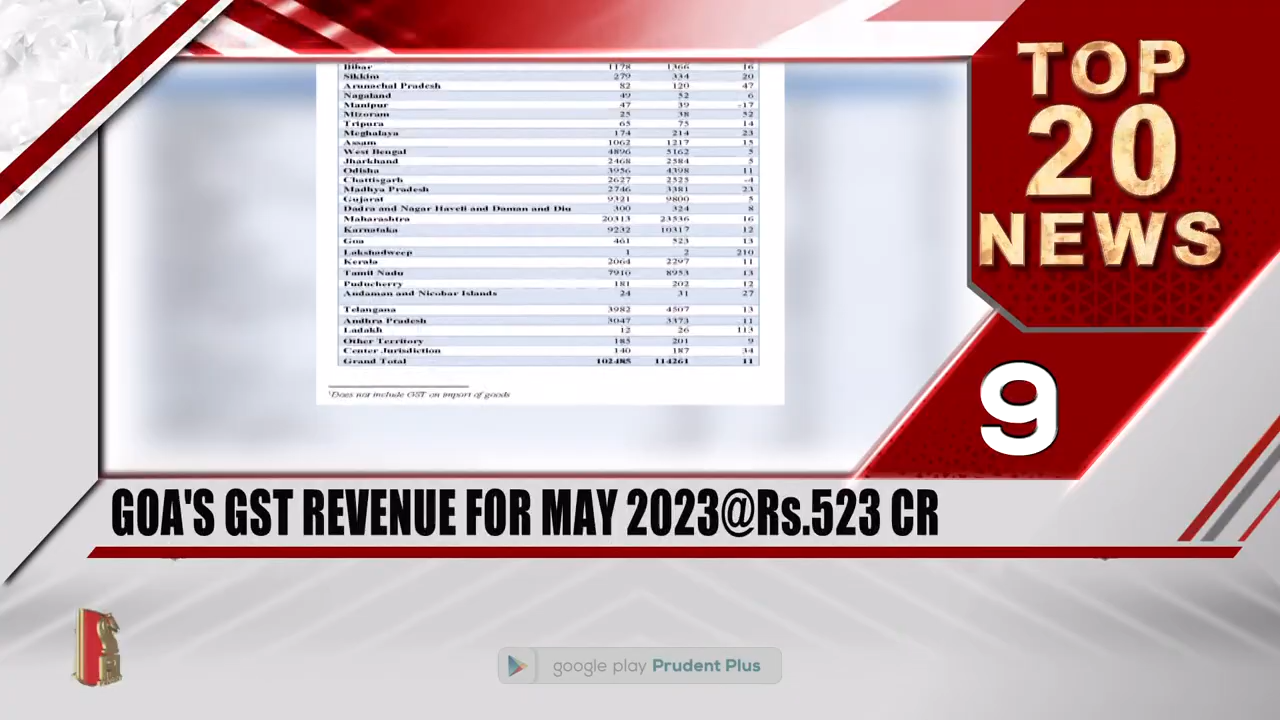 Bihar 1178 1366 16
Sikkim 279 334 20
Arunachal Pradesh 82 120 47
Nagaland 49 52 6
Manipur 47 39 -17
Mizoram 25 38 52
Tripura 65 75 14
Meghalaya 174 214 23
Assam 1062 1217 15
West Bengal 4896 5162 5
Jharkhand 2468 2584 5
Odisha 3956 4398 11
Chattisgarh 2627 2525 -4
Madhya Pradesh 2746 3381 23
Gujarat 9321 9800 5
Dadra and Nagar Haveli and Daman and Diu 300 324 8
Maharashtra 20313 23536 16
Karnataka 9232 10317 12
Goa 461 523 13
Lakshadweep 1 2 210
Kerala 2064 2297 11
Tamil Nadu 7910 8953 13
Puducherry 181 202 12
Andaman and Nicobar Islands 24 31 27
Telangana 3982 4507 13
Andhra Pradesh 3047 3373 11
Ladakh 12 26 113
Other Territory 185 201 9
Center Jurisdiction 140 187 34
Grand Total 102485 114261 11
¹Does not include GST on import of goods
TOP
20
NEWS
9
GOA'S GST REVENUE FOR MAY 2023@Rs.523 CR
google play Prudent Plus